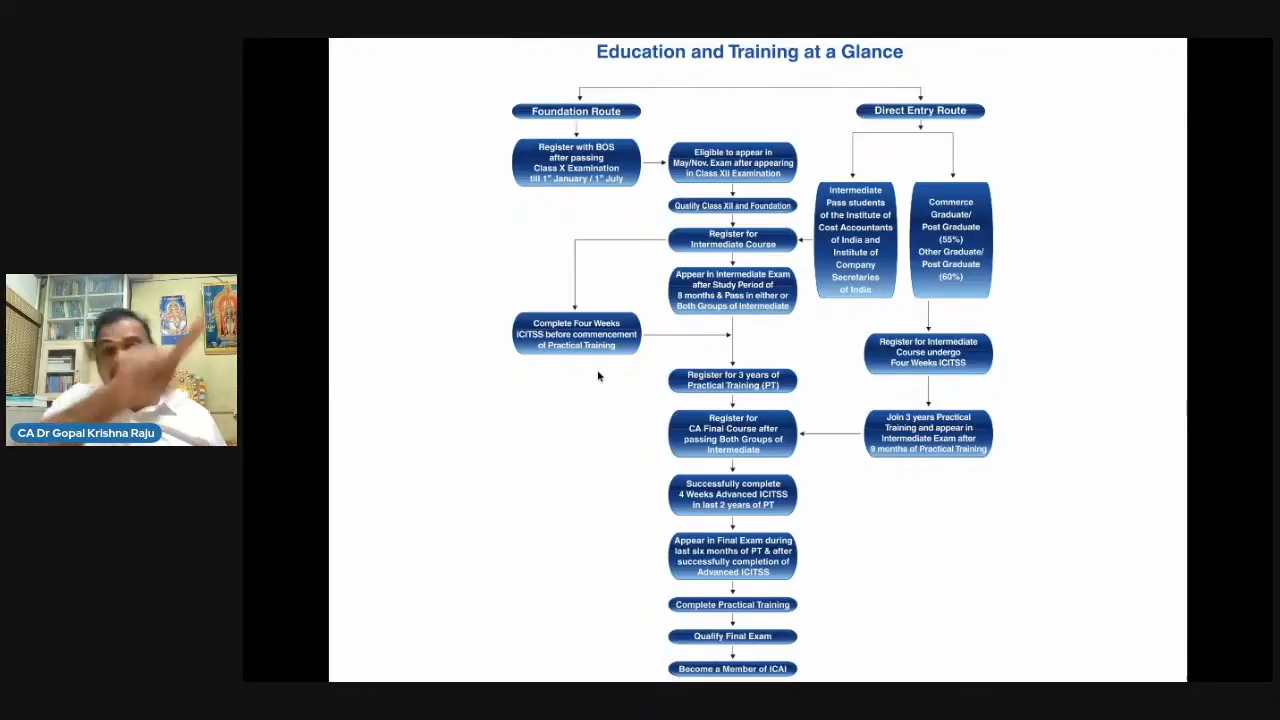 Education and Training at a Glance
Foundation Route
Direct Entry Route
Register with BOS
after passing
Class X Examination
till 1st January / 1st July
Eligible to appear in
May/Nov. Exam after appearing
in Class XII Examination
Qualify Class XII and Foundation
Register for
Intermediate Course
Appear in Intermediate Exam
after Study Period of
8 months & Pass in either or
Both Groups of Intermediate
Intermediate
Pass students
of the Institute of
Cost Accountants
of India and
Institute of
Company
Secretaries
of India
Commerce
Graduate/
Post Graduate
(55%)
Other Graduate/
Post Graduate
(60%)
Complete Four Weeks
ICITSS before commencement
of Practical Training
Register for Intermediate
Course undergo
Four Weeks ICITSS
Register for 3 years of
Practical Training (PT)
Register for
CA Final Course after
passing Both Groups of
Intermediate
Join 3 years Practical
Training and appear in
Intermediate Exam after
9 months of Practical Training
Successfully complete
4 Weeks Advanced ICITSS
in last 2 years of PT
Appear in Final Exam during
last six months of PT & after
successfully completion of
Advanced ICITSS
Complete Practical Training
Qualify Final Exam
Become a Member of ICAI
CA Dr Gopal Krishna Raju